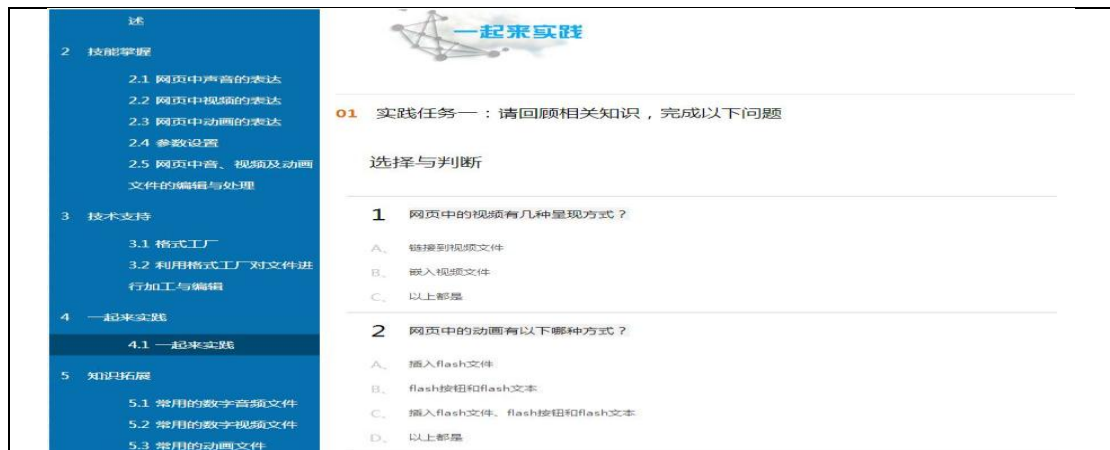 述
2 技能掌握
2.1 网页中声音的表达
2.2 网页中视频的表达
2.3 网页中动画的表达
2.4 参数设置
2.5 网页中音、视频及动画
文件的编辑与处理
3 技术支持
3.1 格式工厂
3.2 利用格式工厂对文件进
行加工与编辑
4 一起来实践
4.1 一起来实践
5 知识拓展
5.1 常用的数字音频文件
5.2 常用的数字视频文件
5.3 常用的动画文件
一起来实践
01 实践任务一：请回顾相关知识，完成以下问题
选择与判断
1 网页中的视频有几种呈现方式？
A、 链接到视频文件
B、 嵌入视频文件
C、 以上都是
2 网页中的动画有以下哪种方式？
A、 插入flash文件
B、 flash按钮和flash文本
C、 插入flash文件、flash按钮和flash文本
D、 以上都是